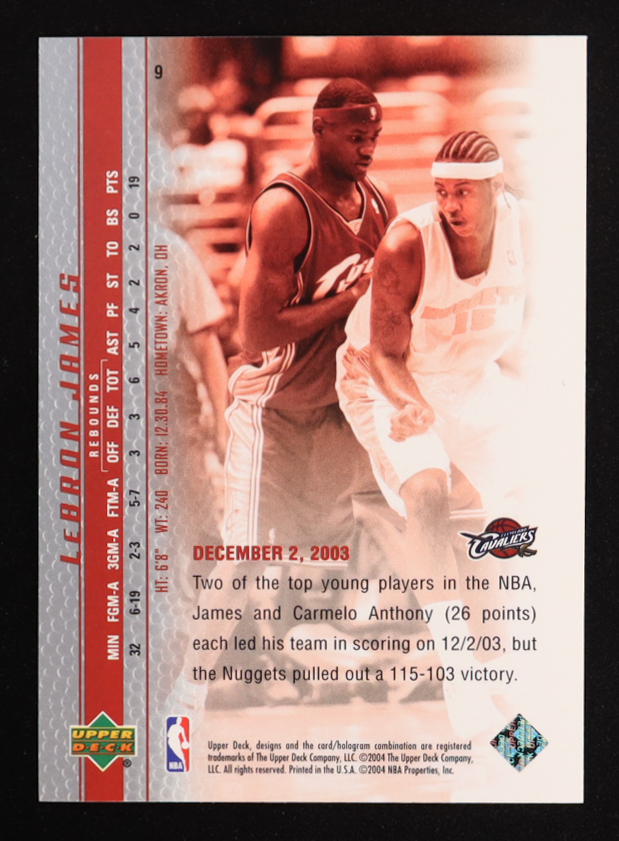 9
LeBRON JAMES
REBOUNDS
MIN FGM-A 3GM-A FTM-A OFF DEF TOT AST PF ST TO BS PTS
32 6-19 2-3 5-7 3 3 6 5 4 2 2 0 19
HT: 6'8" WT: 240 BORN: 12.30.84 HOMETOWN: AKRON, OH
CLEVELAND
CAVALIERS
DECEMBER 2, 2003
Two of the top young players in the NBA,
James and Carmelo Anthony (26 points)
each led his team in scoring on 12/2/03, but
the Nuggets pulled out a 115-103 victory.
UPPER
DECK
®
NBA
Upper Deck, designs and the card/hologram combination are registered
trademarks of The Upper Deck Company, LLC. ©2004 The Upper Deck Company,
LLC. All rights reserved. Printed in the U.S.A. ©2004 NBA Properties, Inc.